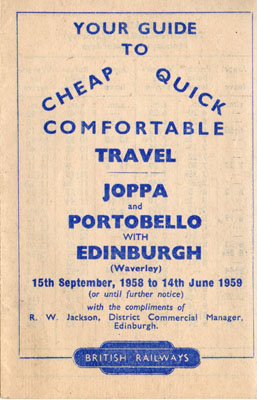 YOUR GUIDE
TO
CHEAP QUICK
COMFORTABLE
TRAVEL
JOPPA
and
PORTOBELLO
WITH
EDINBURGH
(Waverley)
15th September, 1958 to 14th June 1959
(or until further notice)
with the compliments of
R. W. Jackson, District Commercial Manager,
Edinburgh.
BRITISH RAILWAYS